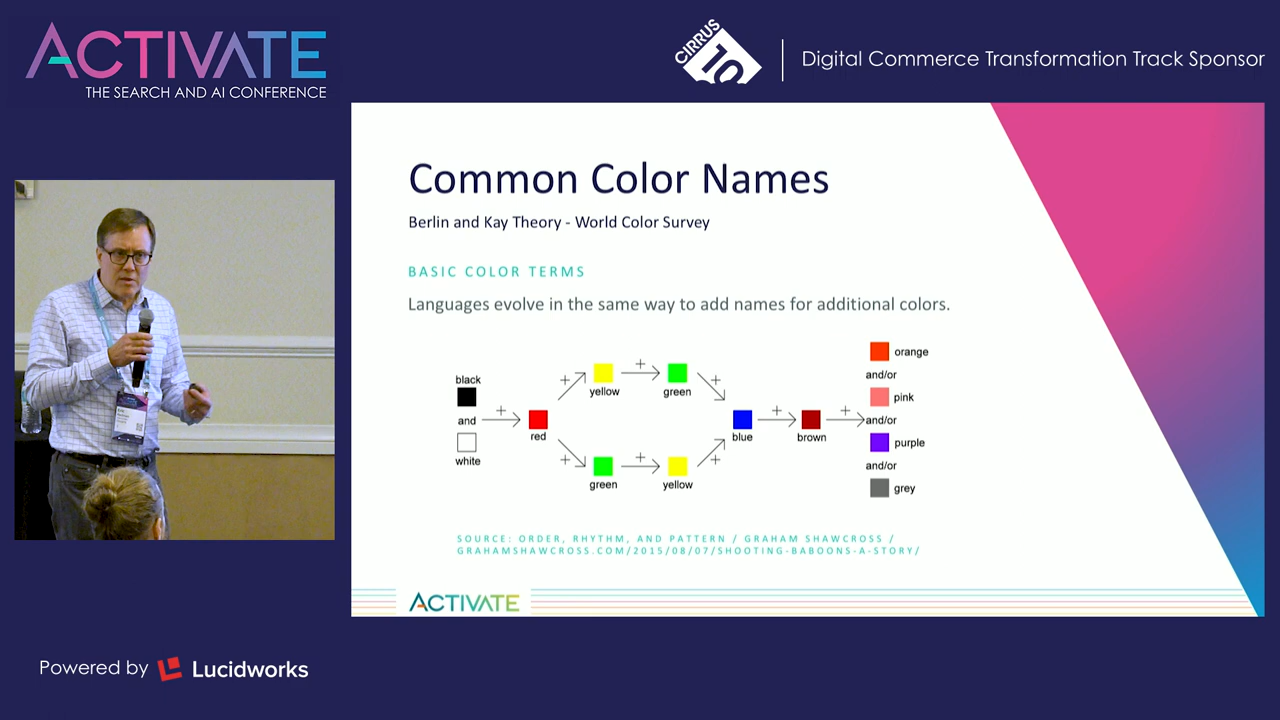 ACTIVATE
THE SEARCH AND AI CONFERENCE
CIRRUS
10
Digital Commerce Transformation Track Sponsor
Common Color Names
Berlin and Kay Theory - World Color Survey
BASIC COLOR TERMS
Languages evolve in the same way to add names for additional colors.
black
and
white
+
red
+
yellow
+
green
+
+
green
+
yellow
+
blue
+
brown
+
orange
and/or
pink
and/or
purple
and/or
grey
SOURCE: ORDER, RHYTHM, AND PATTERN / GRAHAM SHAWCROSS /
GRAHAMSHAWCROSS.COM/2015/08/07/SHOOTING-BABOONS-A-STORY/
ACTIVATE
Powered by Lucidworks